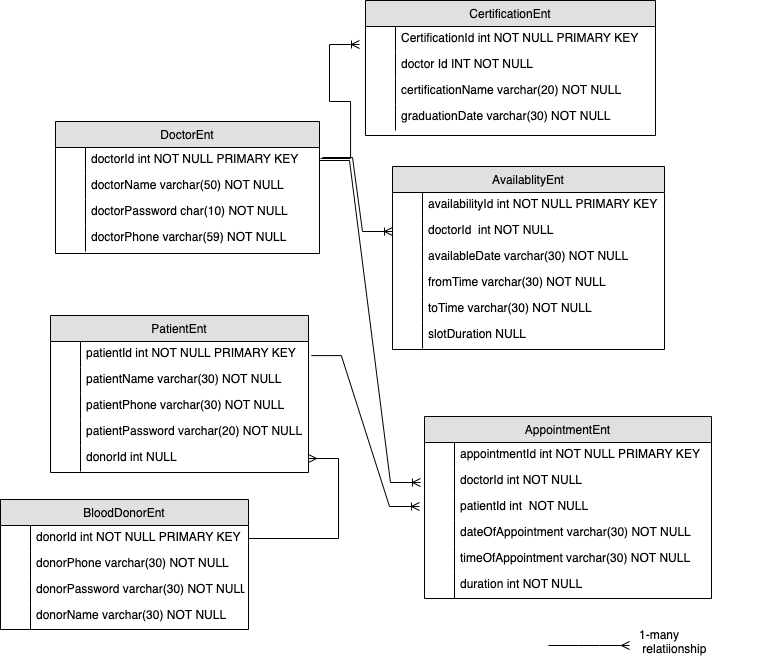 CertificationEnt
CertificationId int NOT NULL PRIMARY KEY
doctor Id INT NOT NULL
certificationName varchar(20) NOT NULL
graduationDate varchar(30) NOT NULL
DoctorEnt
doctorId int NOT NULL PRIMARY KEY
doctorName varchar(50) NOT NULL
doctorPassword char(10) NOT NULL
doctorPhone varchar(59) NOT NULL
AvailablityEnt
availabilityId int NOT NULL PRIMARY KEY
doctorId  int NOT NULL
availableDate varchar(30) NOT NULL
fromTime varchar(30) NOT NULL
toTime varchar(30) NOT NULL
slotDuration NULL
PatientEnt
patientId int NOT NULL PRIMARY KEY
patientName varchar(30) NOT NULL
patientPhone varchar(30) NOT NULL
patientPassword varchar(20) NOT NULL
donorId int NULL
AppointmentEnt
appointmentId int NOT NULL PRIMARY KEY
doctorId int NOT NULL
patientId int  NOT NULL
dateOfAppointment varchar(30) NOT NULL
timeOfAppointment varchar(30) NOT NULL
duration int NOT NULL
BloodDonorEnt
donorId int NOT NULL PRIMARY KEY
donorPhone varchar(30) NOT NULL
donorPassword varchar(30) NOT NULL
donorName varchar(30) NOT NULL
1-many
relatiionship